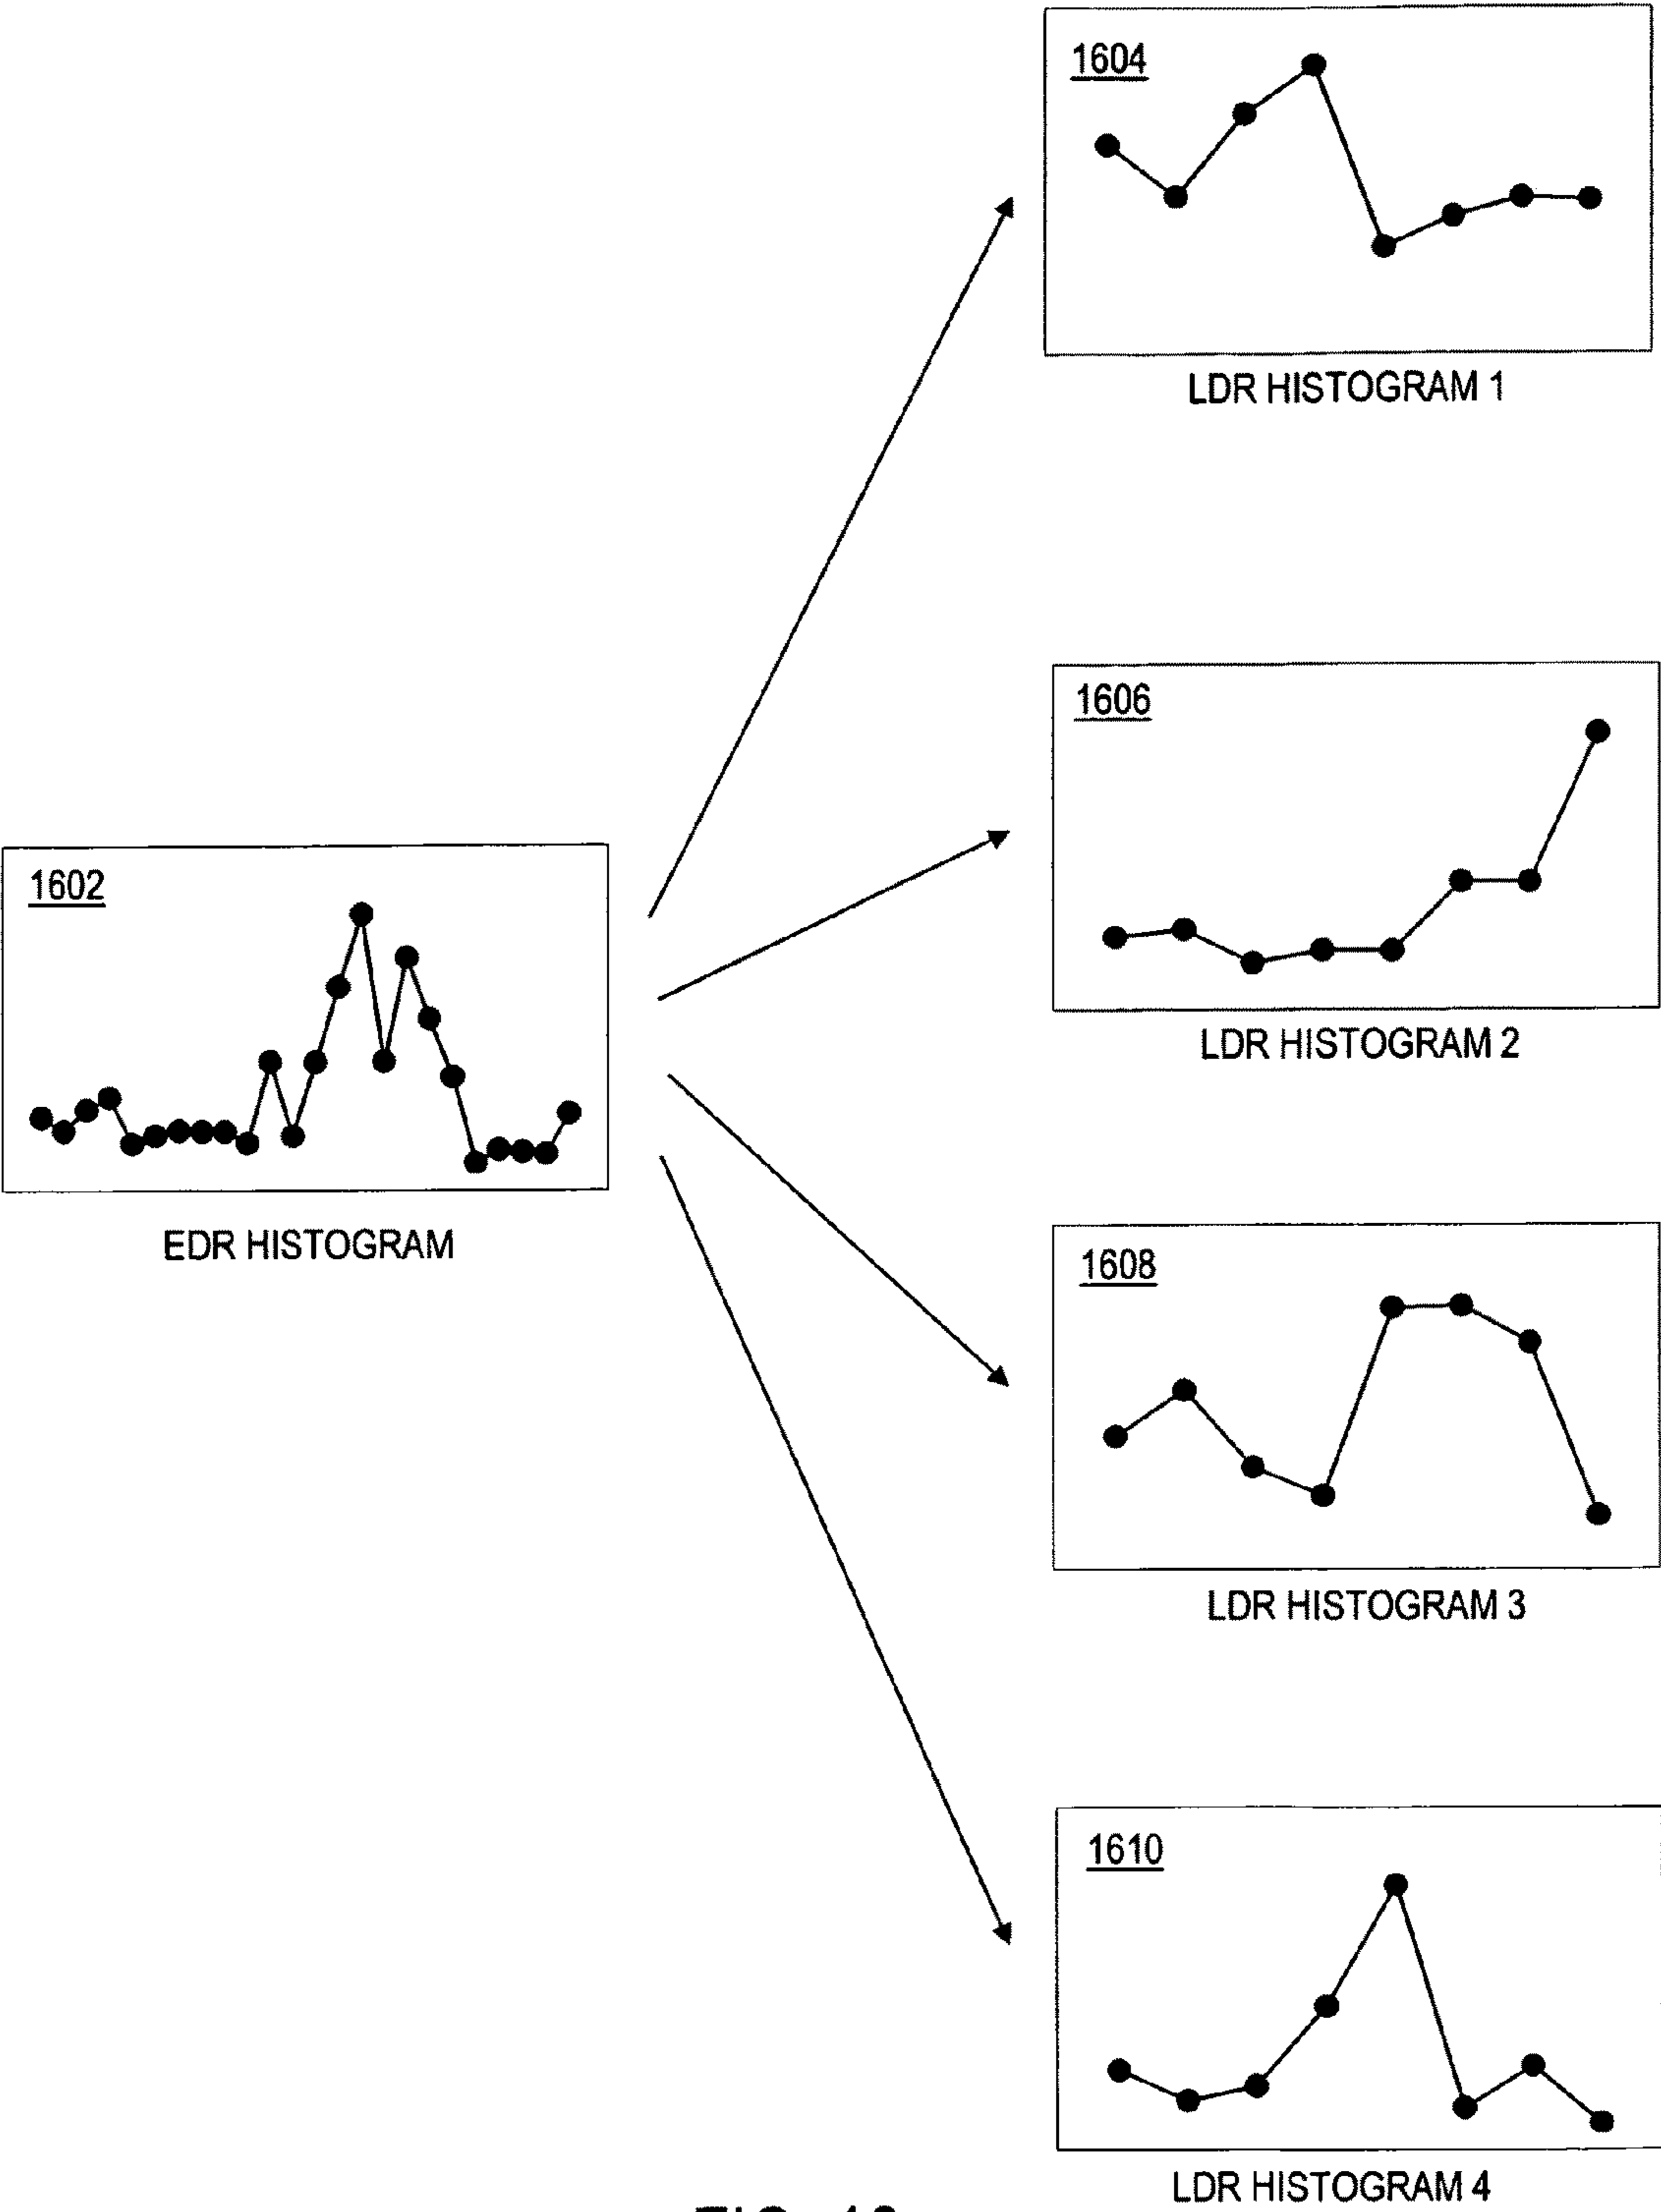 1604
LDR HISTOGRAM 1
1606
LDR HISTOGRAM 2
1602
EDR HISTOGRAM
1608
LDR HISTOGRAM 3
1610
LDR HISTOGRAM 4